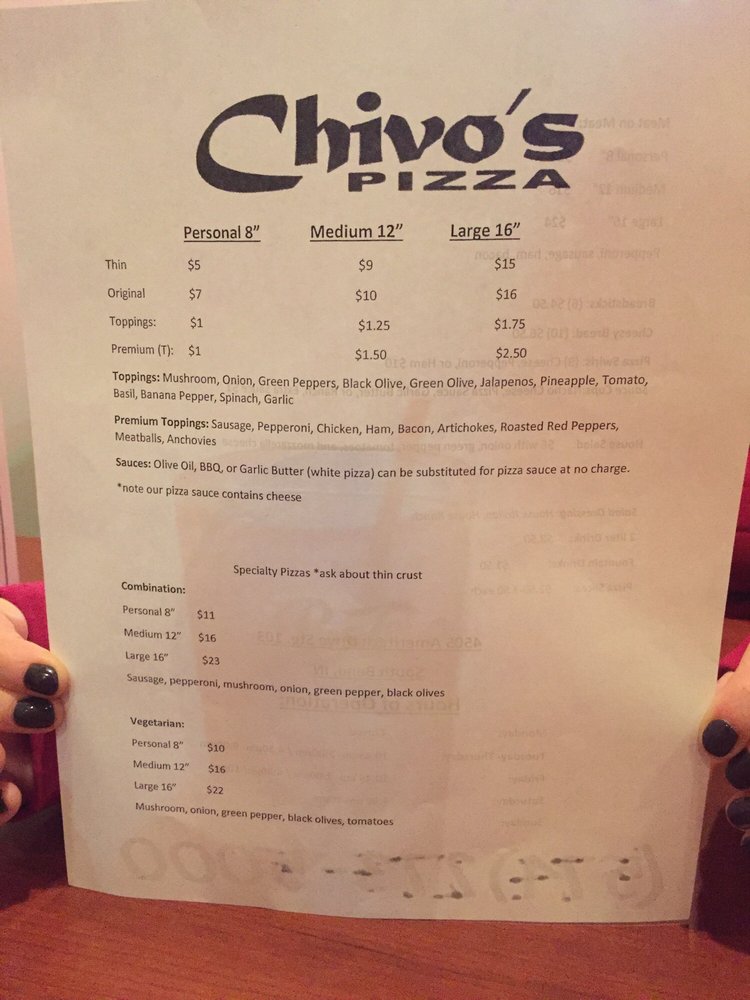 Chivo's
PIZZA
Personal 8" Medium 12" Large 16"
Thin $5 $9 $15
Original $7 $10 $16
Toppings: $1 $1.25 $1.75
Premium (T): $1 $1.50 $2.50
Toppings: Mushroom, Onion, Green Peppers, Black Olive, Green Olive, Jalapenos, Pineapple, Tomato,
Basil, Banana Pepper, Spinach, Garlic
Premium Toppings: Sausage, Pepperoni, Chicken, Ham, Bacon, Artichokes, Roasted Red Peppers,
Meatballs, Anchovies
Sauces: Olive Oil, BBQ, or Garlic Butter (white pizza) can be substituted for pizza sauce at no charge.
*note our pizza sauce contains cheese
Specialty Pizzas *ask about thin crust
Combination:
Personal 8" $11
Medium 12" $16
Large 16" $23
Sausage, pepperoni, mushroom, onion, green pepper, black olives
Vegetarian:
Personal 8" $10
Medium 12" $16
Large 16" $22
Mushroom, onion, green pepper, black olives, tomatoes